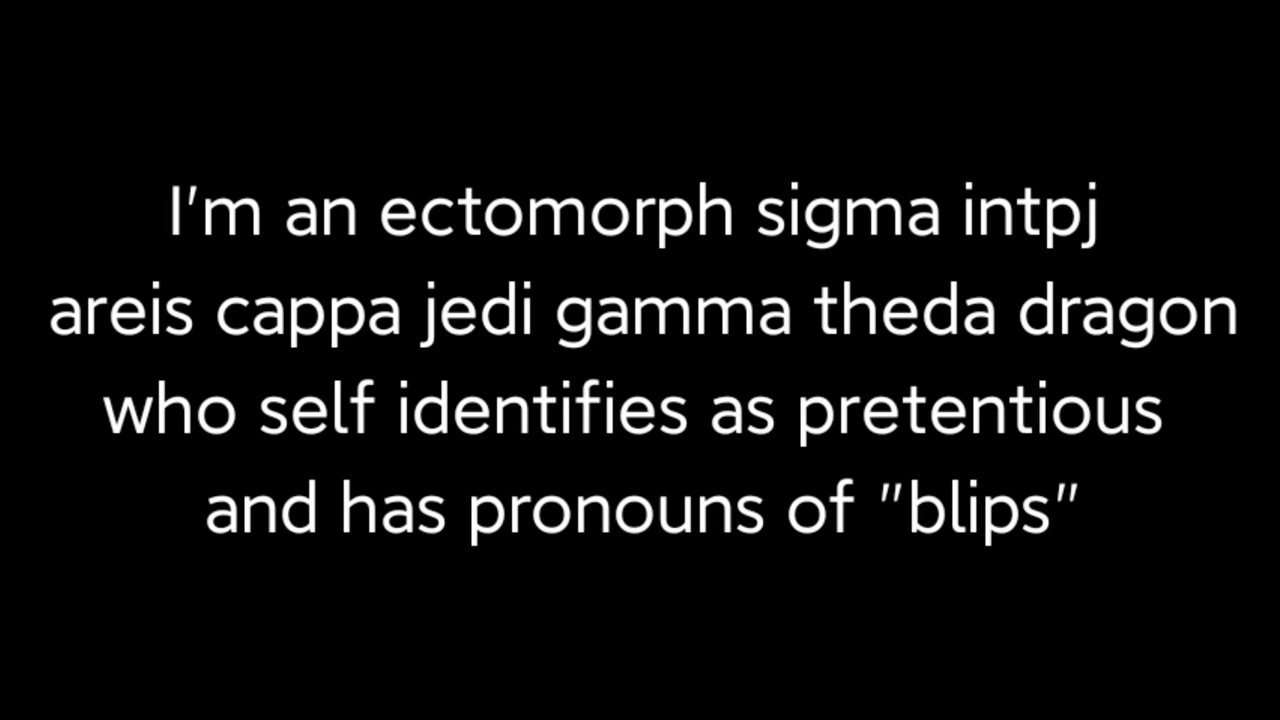 I'm an ectomorph sigma intpj
areis cappa jedi gamma theda dragon
who self identifies as pretentious
and has pronouns of "blips"